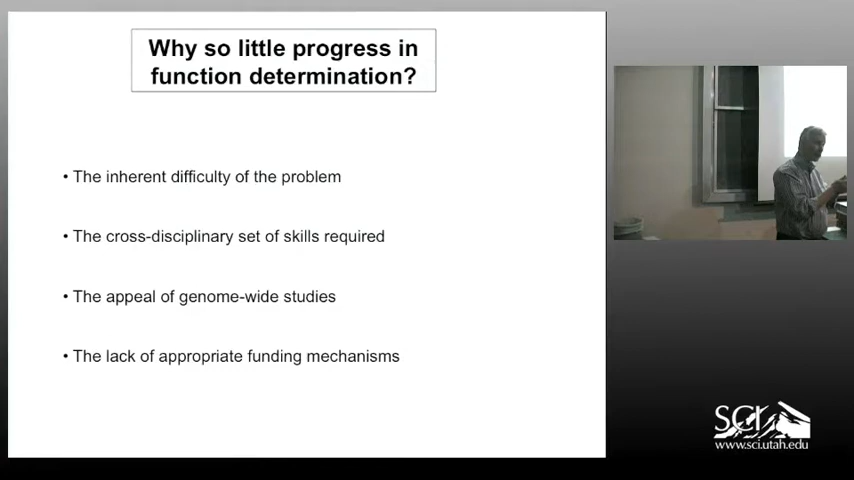 Why so little progress in
function determination?
• The inherent difficulty of the problem
• The cross-disciplinary set of skills required
• The appeal of genome-wide studies
• The lack of appropriate funding mechanisms
SCI
www.sci.utah.edu